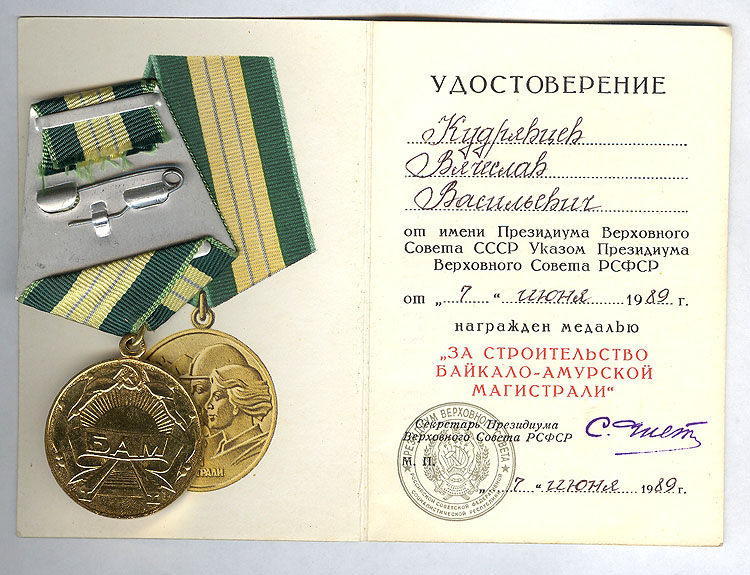 УДОСТОВЕРЕНИЕ
Кудрявцев
Вячеслав
Васильевич
от имени Президиума Верховного
Совета СССР Указом Президиума
Верховного Совета РСФСР
от „ 7 “ июня 1989 г.
награжден медалью
„ЗА СТРОИТЕЛЬСТВО
БАЙКАЛО-АМУРСКОЙ
МАГИСТРАЛИ“
Секретарь Президиума
Верховного Совета РСФСР
М. П.
„ 7 “ июня 1989 г.
БАМ